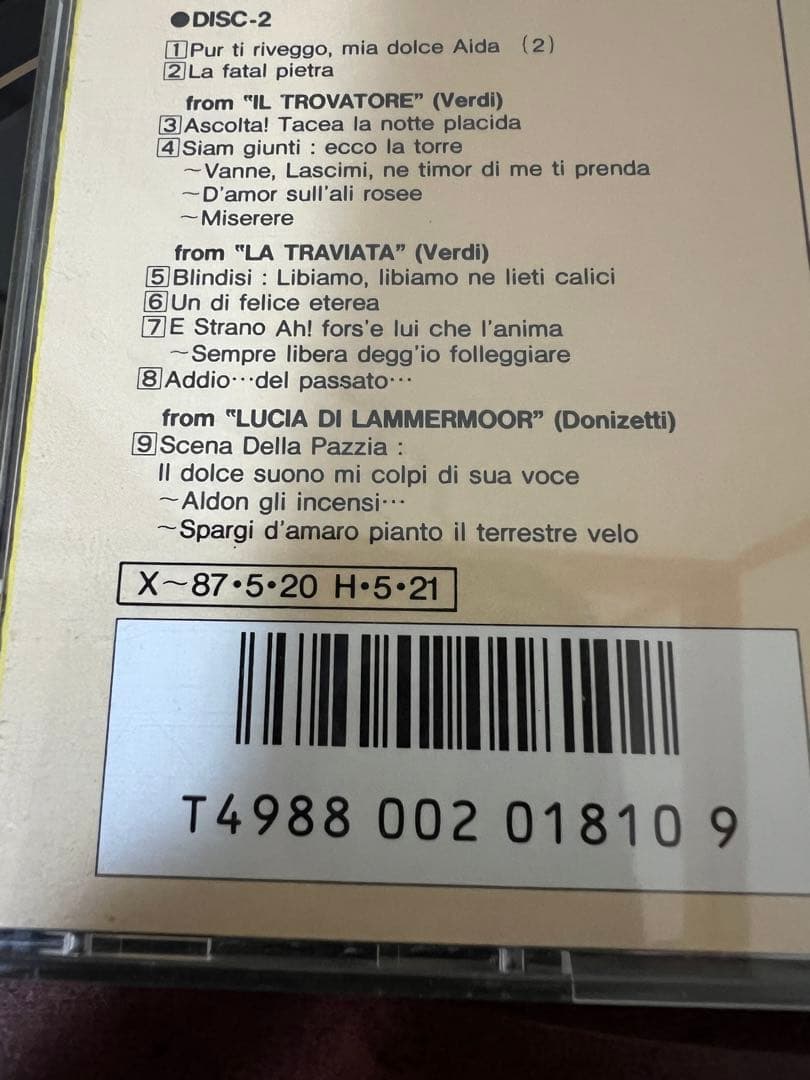 ●DISC-2
1 Pur ti riveggo, mia dolce Aida (2)
2 La fatal pietra
from "IL TROVATORE" (Verdi)
3 Ascolta! Tacea la notte placida
4 Siam giunti : ecco la torre
～Vanne, Lascimi, ne timor di me ti prenda
～D'amor sull'ali rosee
～Miserere
from "LA TRAVIATA" (Verdi)
5 Blindisi : Libiamo, libiamo ne lieti calici
6 Un di felice eterea
7 E Strano Ah! fors'e lui che l'anima
～Sempre libera degg'io folleggiare
8 Addio…del passato…
from "LUCIA DI LAMMERMOOR" (Donizetti)
9 Scena Della Pazzia :
Il dolce suono mi colpi di sua voce
～Aldon gli incensi…
～Spargi d'amaro pianto il terrestre velo
X～87•5•20 H•5•21
T4988 002 01810 9